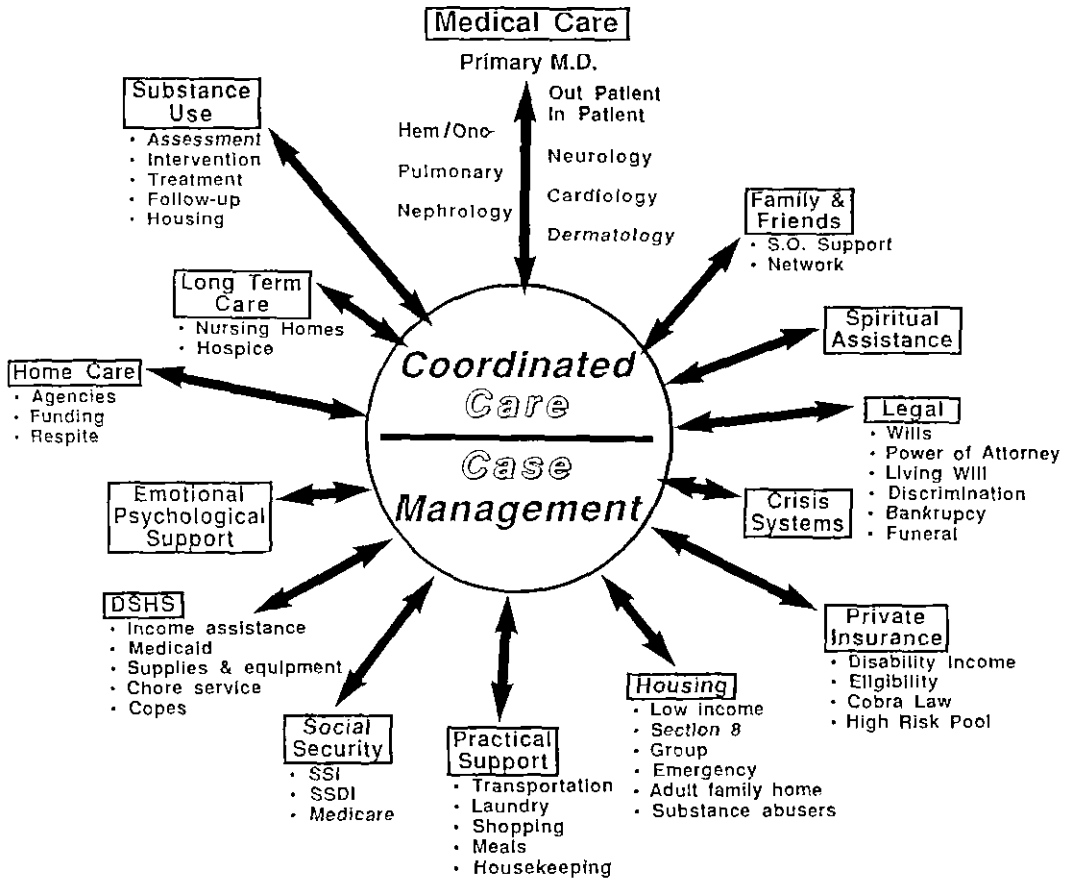 Medical Care
Primary M.D.
Out Patient
In Patient
Hem/Onc
Pulmonary
Nephrology
Neurology
Cardiology
Dermatology
Substance
Use
• Assessment
• Intervention
• Treatment
• Follow-up
• Housing
Family &
Friends
• S.O. Support
• Network
Long Term
Care
• Nursing Homes
• Hospice
Spiritual
Assistance
Home Care
• Agencies
• Funding
• Respite
Coordinated
Care
Case
Management
Legal
• Wills
• Power of Attorney
• Living Will
• Discrimination
• Bankrupcy
• Funeral
Emotional
Psychological
Support
Crisis
Systems
DSHS
• Income assistance
• Medicaid
• Supplies & equipment
• Chore service
• Copes
Private
Insurance
• Disability Income
• Eligibility
• Cobra Law
• High Risk Pool
Social
Security
• SSI
• SSDI
• Medicare
Practical
Support
• Transportation
• Laundry
• Shopping
• Meals
• Housekeeping
Housing
• Low income
• Section 8
• Group
• Emergency
• Adult family home
• Substance abusers